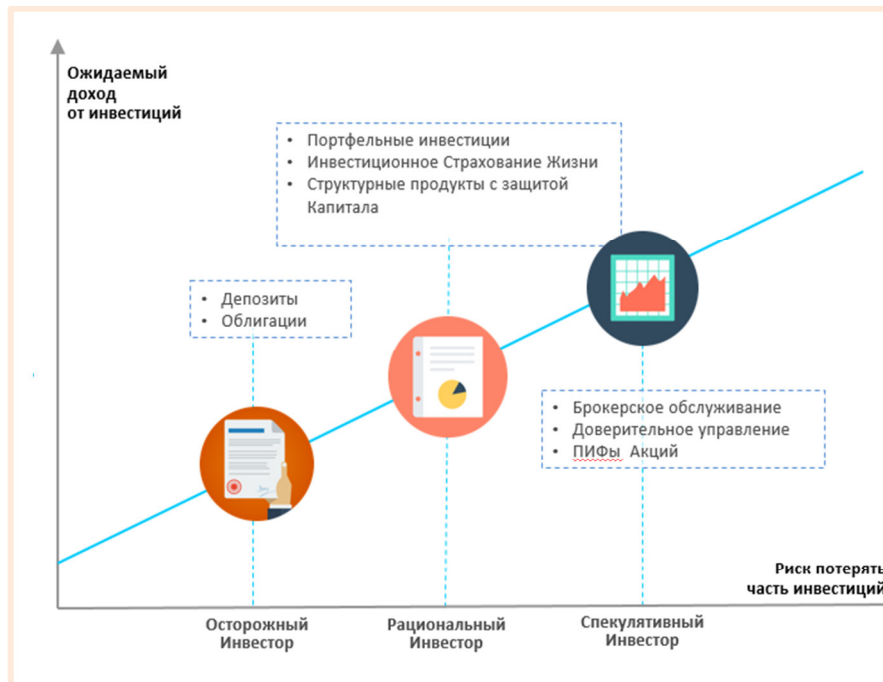 Ожидаемый
доход
от инвестиций
• Портфельные инвестиции
• Инвестиционное Страхование Жизни
• Структурные продукты с защитой
Капитала
• Депозиты
• Облигации
• Брокерское обслуживание
• Доверительное управление
• ПИФы Акций
Риск потерять
часть инвестиций
Осторожный
Инвестор
Рациональный
Инвестор
Спекулятивный
Инвестор